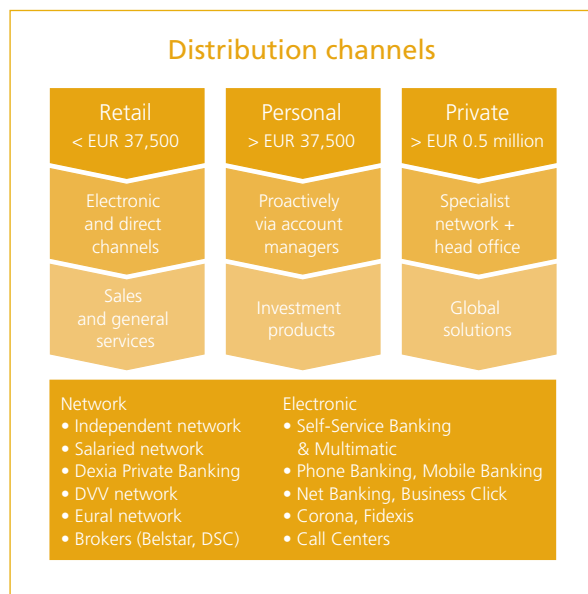 Distribution channels
Retail
< EUR 37,500
Electronic
and direct
channels
Sales
and general
services
Personal
> EUR 37,500
Proactively
via account
managers
Investment
products
Private
> EUR 0.5 million
Specialist
network +
head office
Global
solutions
Network
• Independent network
• Salaried network
• Dexia Private Banking
• DVV network
• Eural network
• Brokers (Belstar, DSC)
Electronic
• Self-Service Banking
& Multimatic
• Phone Banking, Mobile Banking
• Net Banking, Business Click
• Corona, Fidexis
• Call Centers